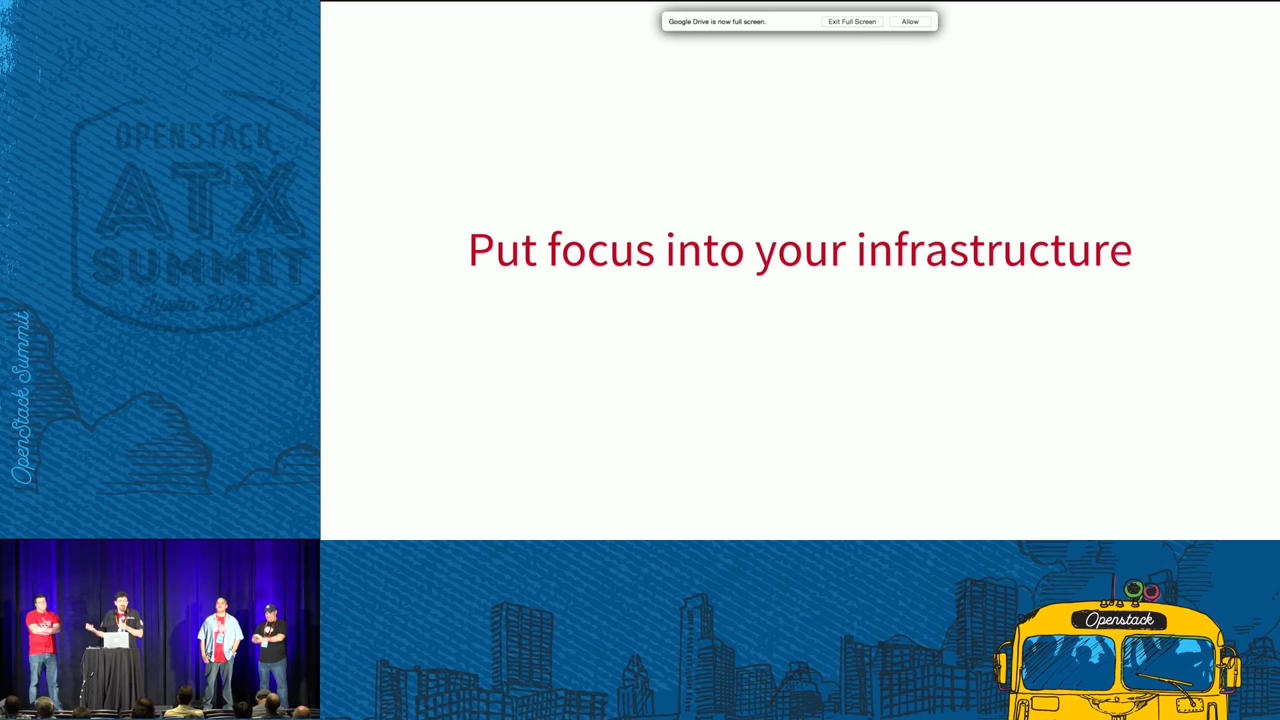 Google Drive is now full screen.
Exit Full Screen
Allow
Put focus into your infrastructure
OPENSTACK
ATX
SUMMIT
Austin 2016
OpenStack Summit
Openstack